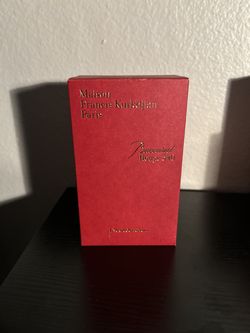 Maison
Francis Kurkdjian
Paris
Baccarat
Rouge 540